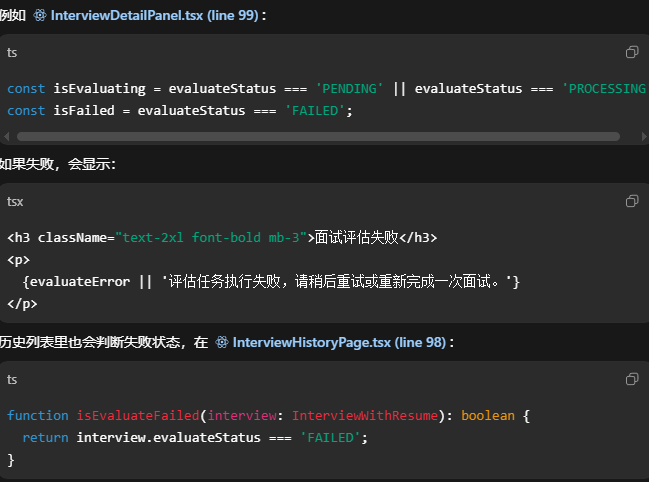 例如 InterviewDetailPanel.tsx (line 99)：
ts
const isEvaluating = evaluateStatus === 'PENDING' || evaluateStatus === 'PROCESSING
const isFailed = evaluateStatus === 'FAILED';
如果失败，会显示：
tsx
<h3 className="text-2xl font-bold mb-3">面试评估失败</h3>
<p>
  {evaluateError || '评估任务执行失败，请稍后重试或重新完成一次面试。'}
</p>
历史列表里也会判断失败状态，在 InterviewHistoryPage.tsx (line 98)：
ts
function isEvaluateFailed(interview: InterviewWithResume): boolean {
  return interview.evaluateStatus === 'FAILED';
}